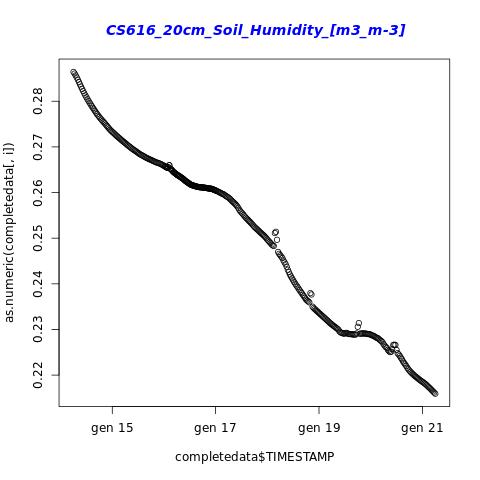 CS616_20cm_Soil_Humidity_[m3_m-3]
as.numeric(completedata[, i])
0.28
0.27
0.26
0.25
0.24
0.23
0.22
gen 15
gen 17
gen 19
gen 21
completedata$TIMESTAMP